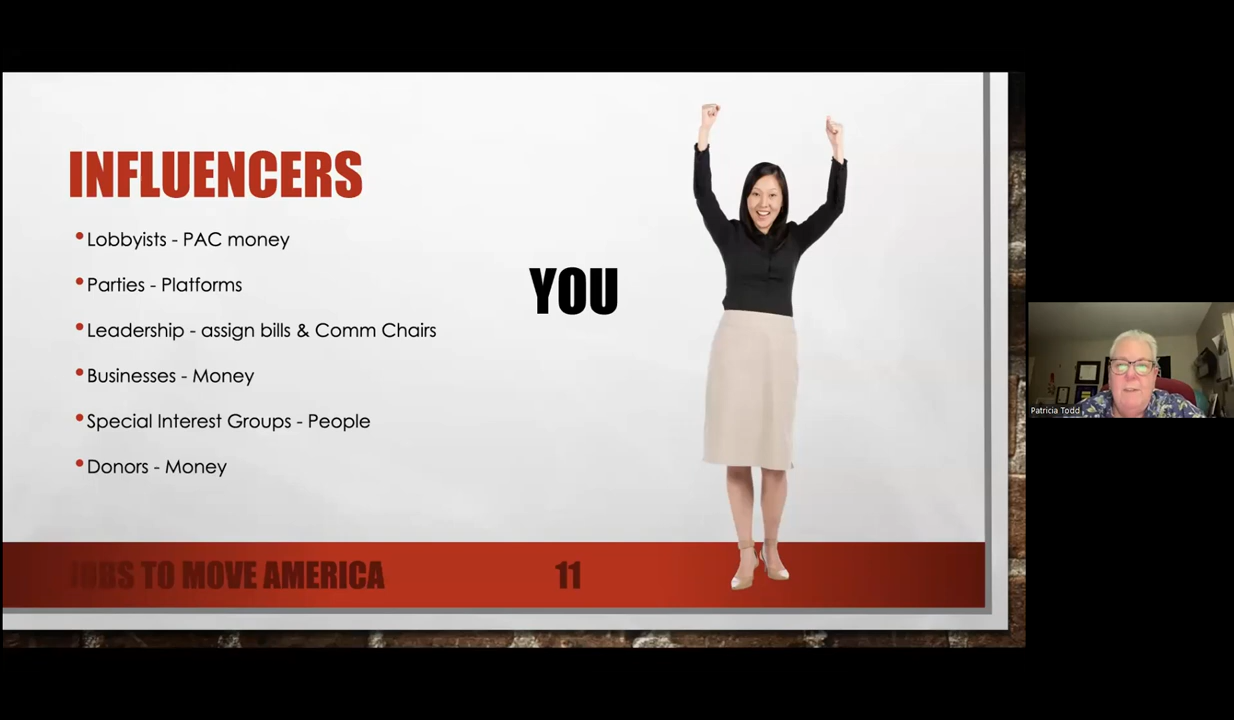 INFLUENCERS
•Lobbyists - PAC money
•Parties - Platforms
•Leadership - assign bills & Comm Chairs
•Businesses - Money
•Special Interest Groups - People
•Donors - Money
YOU
JOBS TO MOVE AMERICA
11
Patricia Todd